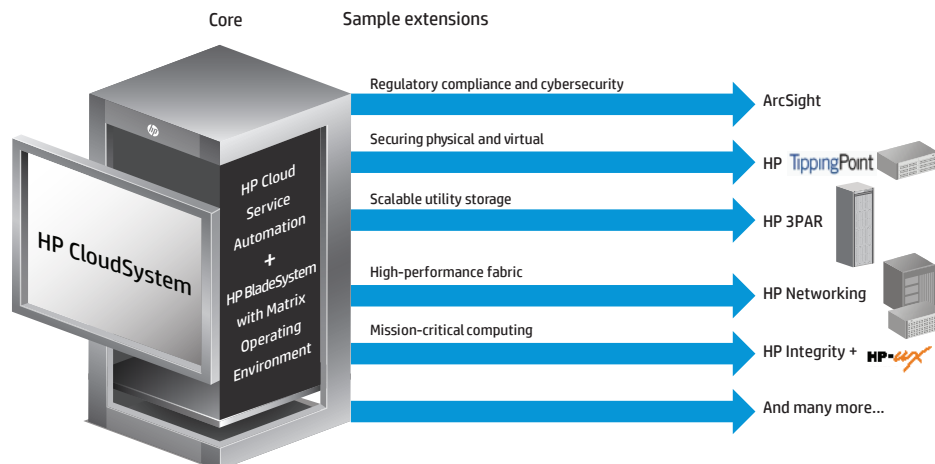 Core
Sample extensions
hp
HP CloudSystem
HP Cloud
Service
Automation
+
HP BladeSystem
with Matrix
Operating
Environment
Regulatory compliance and cybersecurity
ArcSight
Securing physical and virtual
HP TippingPoint
Scalable utility storage
HP 3PAR
High-performance fabric
HP Networking
Mission-critical computing
HP Integrity + HP-UX
And many more...